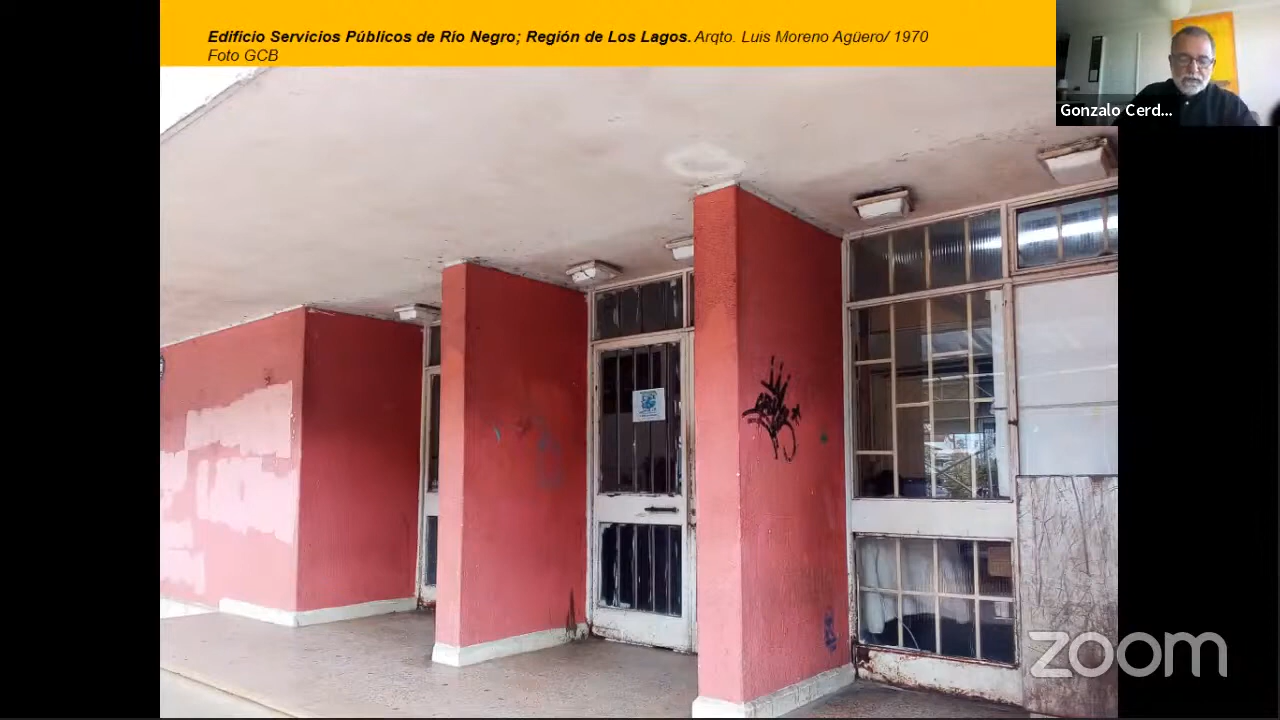 Edificio Servicios Públicos de Río Negro; Región de Los Lagos. Arqto. Luis Moreno Agüero/ 1970
Foto GCB
Gonzalo Cerd...
zoom